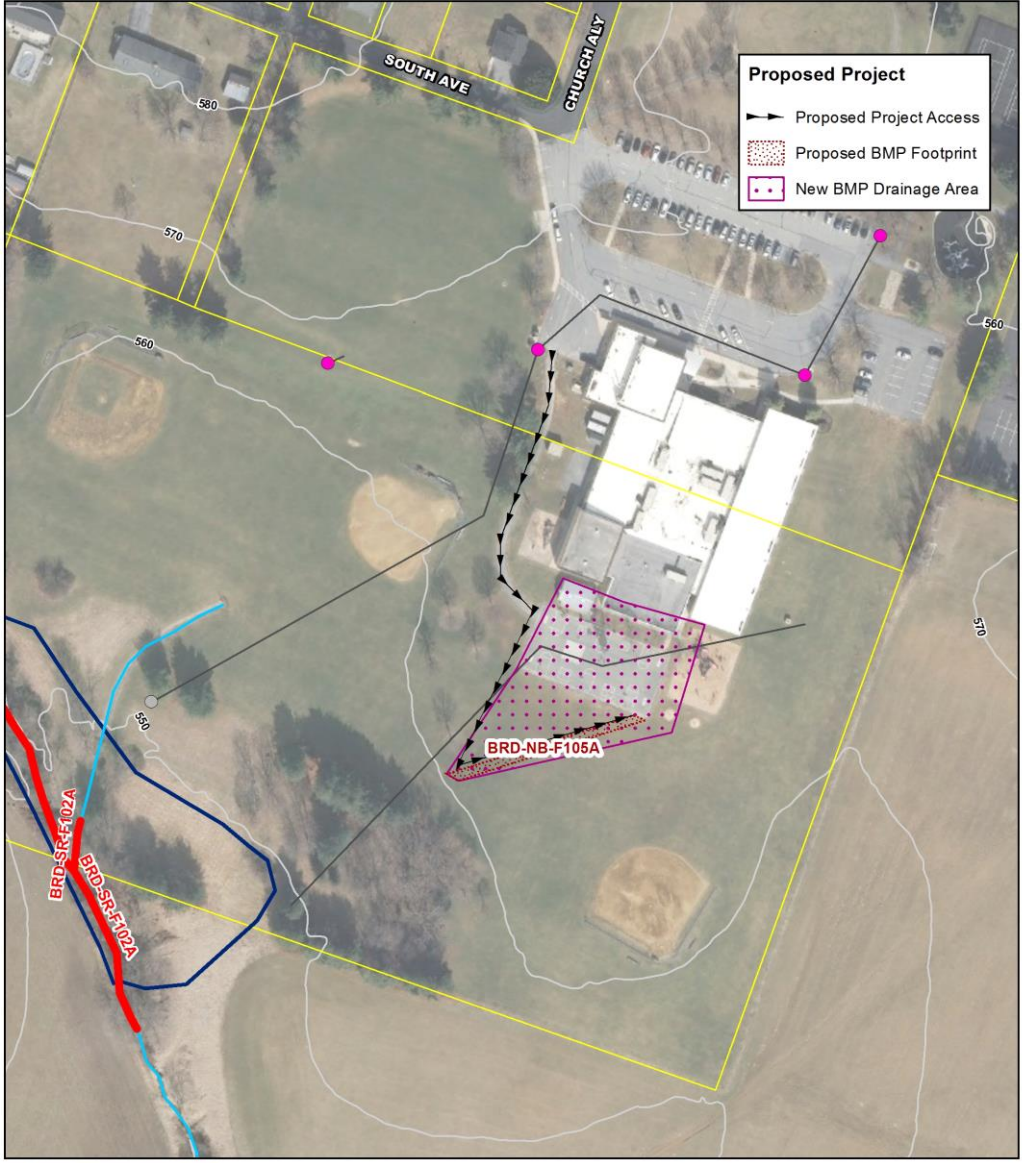 SOUTH AVE
CHURCH ALY
Proposed Project
Proposed Project Access
Proposed BMP Footprint
New BMP Drainage Area
580
570
560
560
570
550
BRD-NB-F105A
BRD-SR-F102A
BRD-SR-F102A